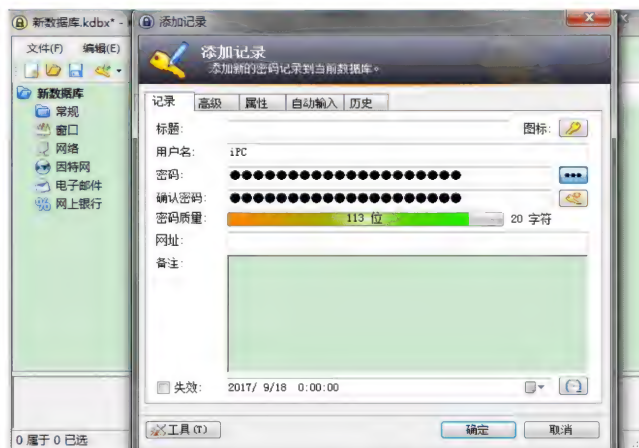 新数据库.kdbx* -
添加记录
文件(F) 编辑(E)
添加记录
添加新的密码记录到当前数据库。
新数据库
常规
窗口
网络
因特网
电子邮件
网上银行
记录 高级 属性 自动输入 历史
标题:
图标:
用户名: iPC
密码: ●●●●●●●●●●●●●●●●●●●●
确认密码: ●●●●●●●●●●●●●●●●●●●●
密码质量: 113 位 20 字符
网址:
备注:
失效: 2017/ 9/18 0:00:00
工具(T) 确定 取消
0 属于 0 已选